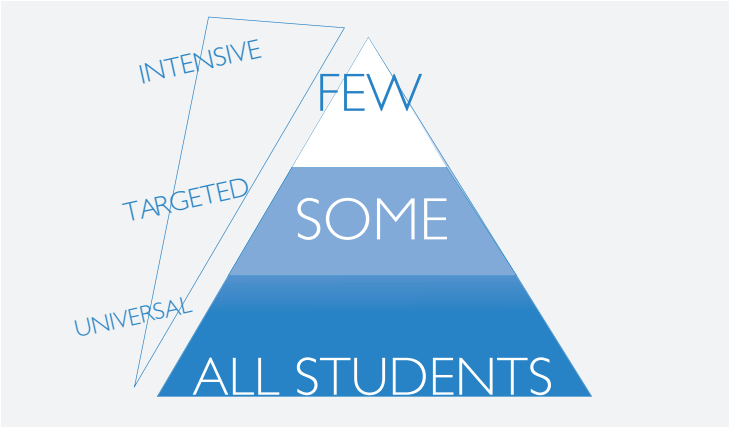 INTENSIVE
FEW
TARGETED
SOME
UNIVERSAL
ALL STUDENTS